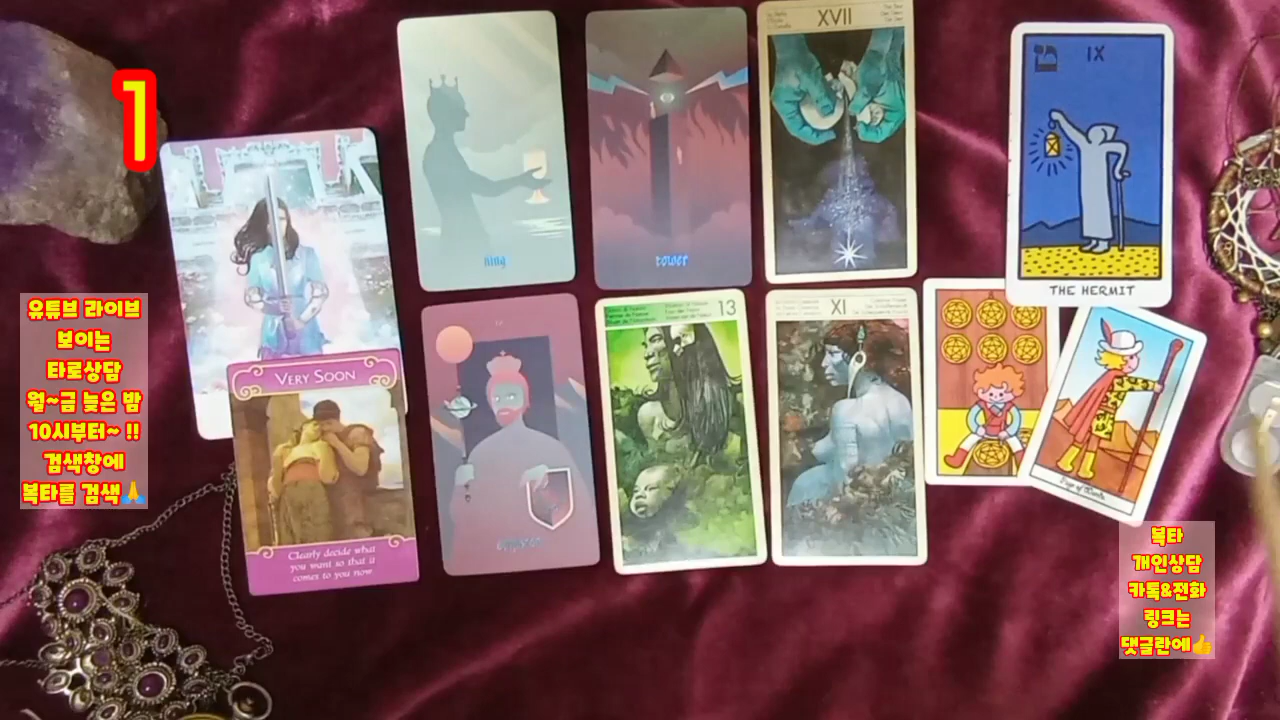 1
유튜브 라이브
보이는
타로상담
월~금 늦은 밤
10시부터~ !!
검색창에
복타를 검색🙏
VERY SOON
Clearly decide what
you want so that it
comes to you now
king
tower
XVII
IX
THE HERMIT
13
XI
Page of Wands
복타
개인상담
카톡&전화
링크는
댓글란에👍